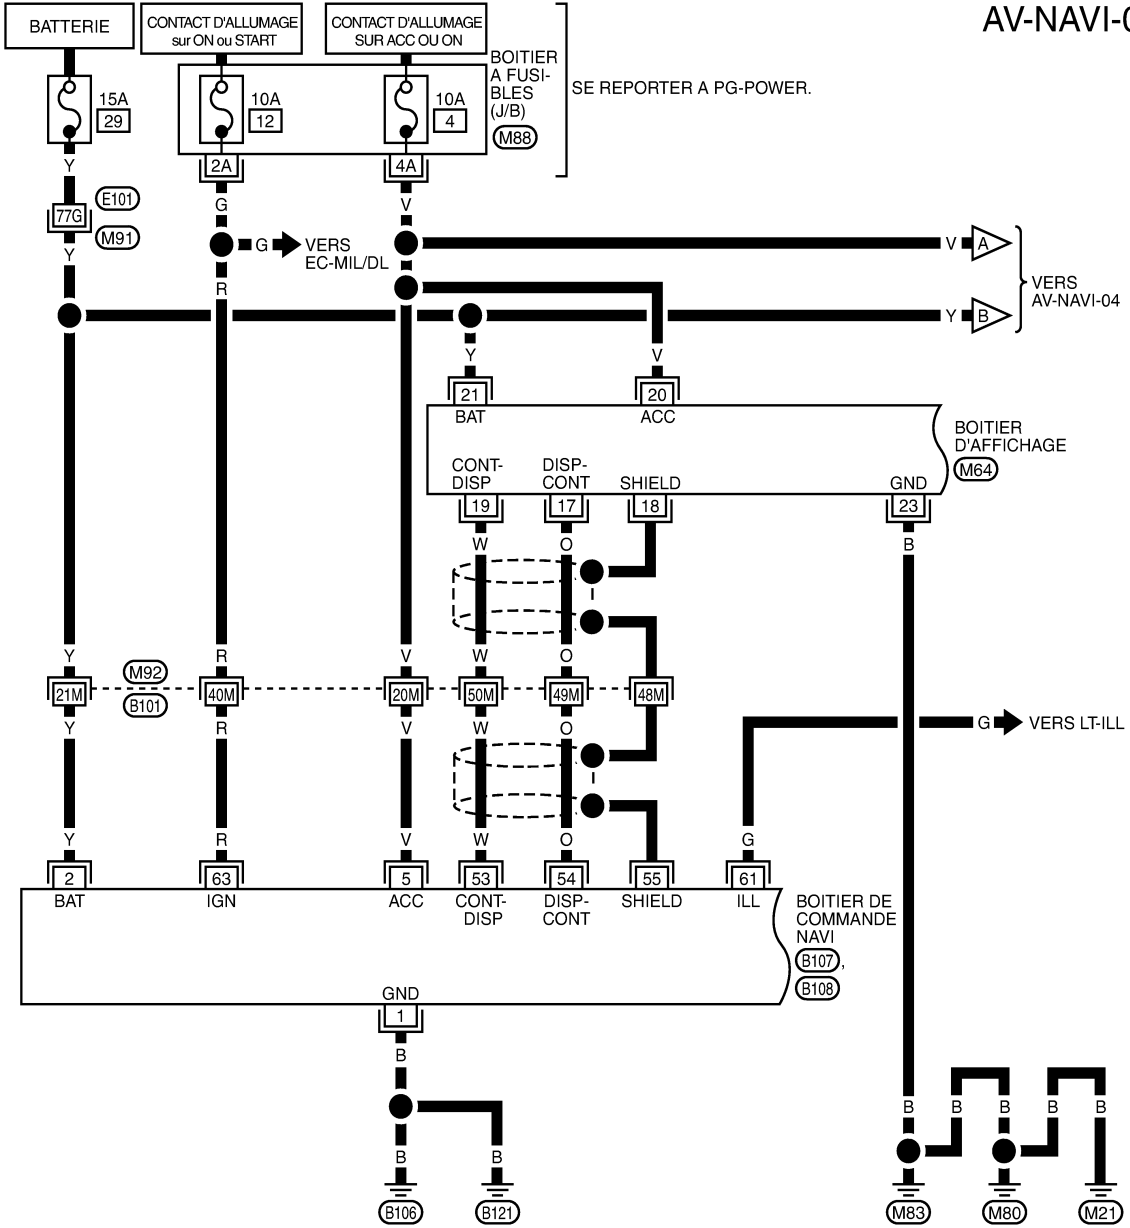 AV-NAVI-0
BATTERIE
CONTACT D'ALLUMAGE
sur ON ou START
CONTACT D'ALLUMAGE
SUR ACC OU ON
BOITIER
A FUSI-
BLES
(J/B)
M88
SE REPORTER A PG-POWER.
15A
29
10A
12
10A
4
Y
2A
4A
77G
E101
M91
G
V
Y
G
VERS
EC-MIL/DL
R
V
A
VERS
AV-NAVI-04
Y
B
Y
V
21
20
BAT
ACC
BOITIER
D'AFFICHAGE
M64
CONT-
DISP
DISP-
CONT
SHIELD
GND
19
17
18
23
W
O
B
Y
R
V
W
O
M92
B101
21M
40M
20M
50M
49M
48M
Y
R
V
W
O
G
VERS LT-ILL
Y
R
V
W
O
G
2
63
5
53
54
55
61
BAT
IGN
ACC
CONT-
DISP
DISP-
CONT
SHIELD
ILL
BOITIER DE
COMMANDE
NAVI
B107,
B108
GND
1
B
B
B
B
B
B
B
B
B106
B121
M83
M80
M21